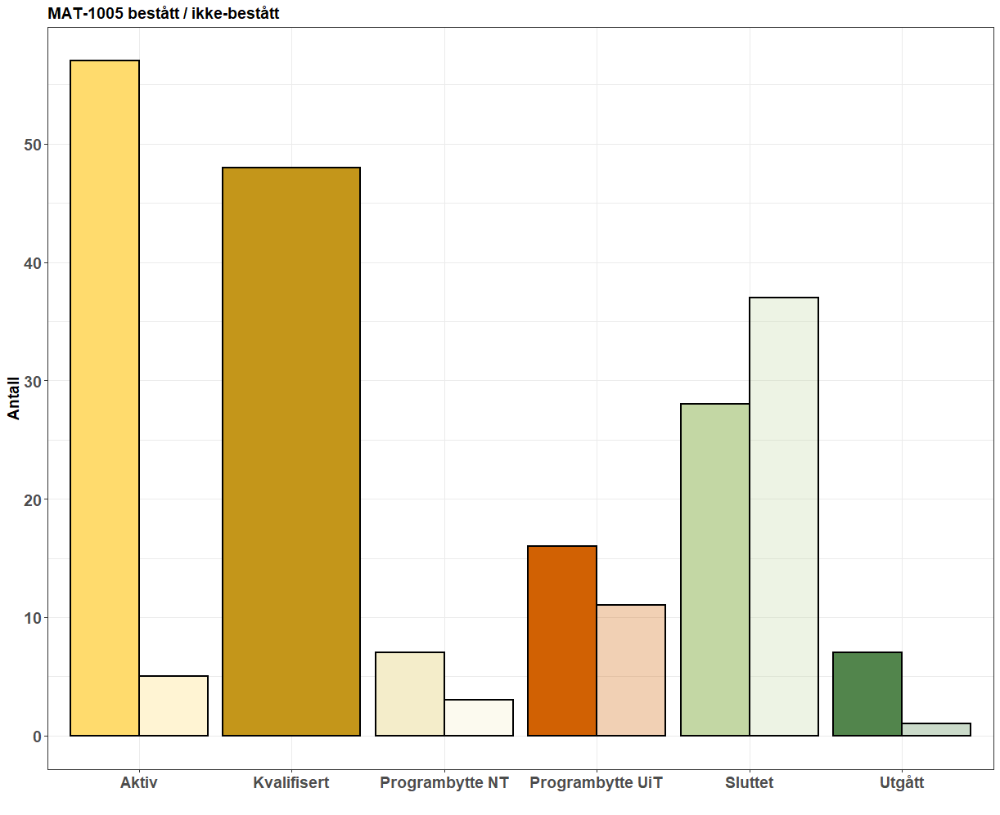 MAT-1005 bestått / ikke-bestått
Antall
50
40
30
20
10
0
Aktiv
Kvalifisert
Programbytte NT
Programbytte UiT
Sluttet
Utgått